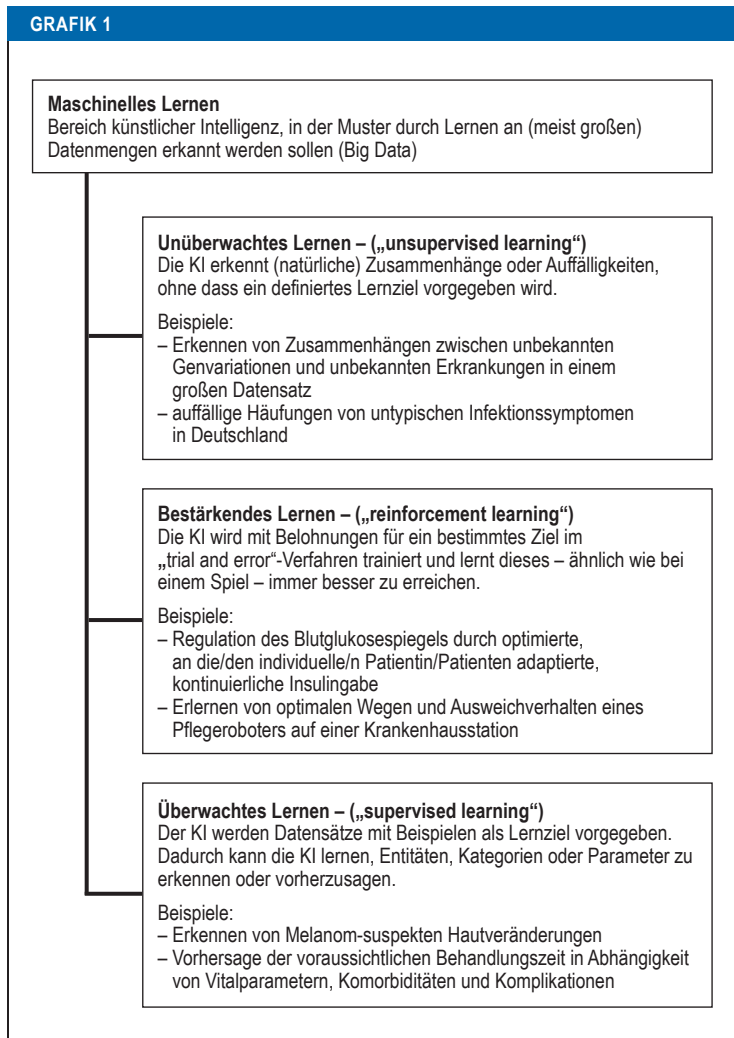 GRAFIK 1
Maschinelles Lernen
Bereich künstlicher Intelligenz, in der Muster durch Lernen an (meist großen)
Datenmengen erkannt werden sollen (Big Data)
Unüberwachtes Lernen – („unsupervised learning“)
Die KI erkennt (natürliche) Zusammenhänge oder Auffälligkeiten,
ohne dass ein definiertes Lernziel vorgegeben wird.
Beispiele:
– Erkennen von Zusammenhängen zwischen unbekannten
Genvariationen und unbekannten Erkrankungen in einem
großen Datensatz
– auffällige Häufungen von untypischen Infektionssymptomen
in Deutschland
Bestärkendes Lernen – („reinforcement learning“)
Die KI wird mit Belohnungen für ein bestimmtes Ziel im
„trial and error“-Verfahren trainiert und lernt dieses – ähnlich wie bei
einem Spiel – immer besser zu erreichen.
Beispiele:
– Regulation des Blutglukosespiegels durch optimierte,
an die/den individuelle/n Patientin/Patienten adaptierte,
kontinuierliche Insulingabe
– Erlernen von optimalen Wegen und Ausweichverhalten eines
Pflegeroboters auf einer Krankenhausstation
Überwachtes Lernen – („supervised learning“)
Der KI werden Datensätze mit Beispielen als Lernziel vorgegeben.
Dadurch kann die KI lernen, Entitäten, Kategorien oder Parameter zu
erkennen oder vorherzusagen.
Beispiele:
– Erkennen von Melanom-suspekten Hautveränderungen
– Vorhersage der voraussichtlichen Behandlungszeit in Abhängigkeit
von Vitalparametern, Komorbiditäten und Komplikationen